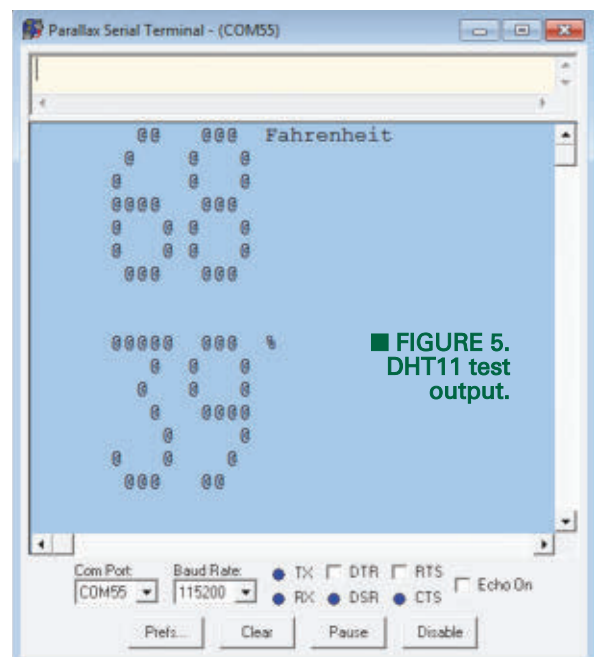 Parallax Serial Terminal - (COM55)
@@   @@@  Fahrenheit
@    @   @
@     @   @
@@@@   @@@
@   @ @   @
@   @ @   @
@@@   @@@
@@@@@  @@@  %
@  @   @
@   @   @
@   @@@@
@     @
@   @    @
@@@   @@
■ FIGURE 5.
DHT11 test
output.
Com Port: Baud Rate:
COM55 115200
TX DTR RTS
RX DSR CTS
Echo On
Prefs... Clear Pause Disable